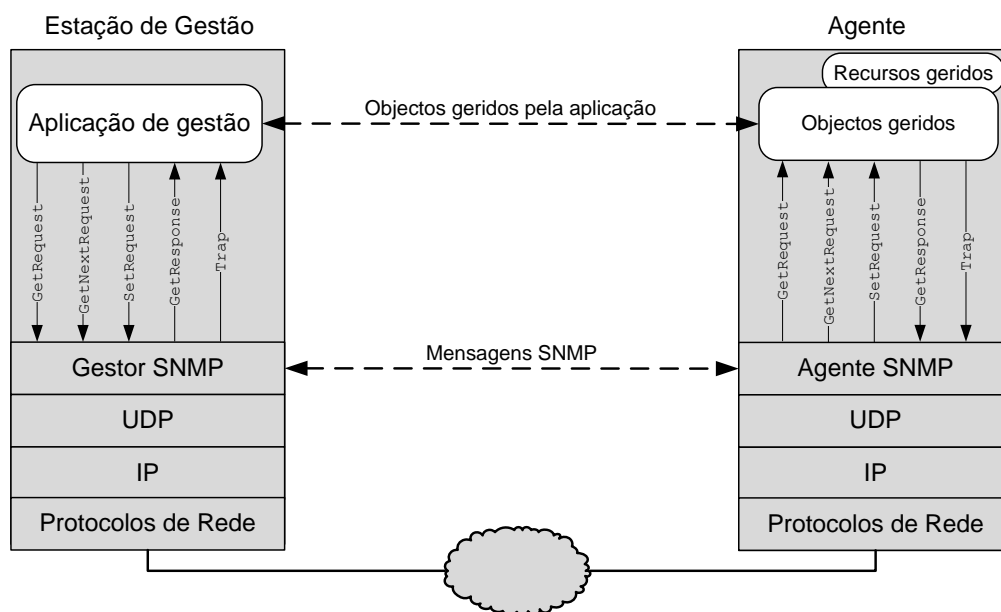 Estação de Gestão
Agente
Recursos geridos
Aplicação de gestão
Objectos geridos pela aplicação
Objectos geridos
GetRequest
GetNextRequest
SetRequest
GetResponse
Trap
GetRequest
GetNextRequest
SetRequest
GetResponse
Trap
Gestor SNMP
Mensagens SNMP
Agente SNMP
UDP
UDP
IP
IP
Protocolos de Rede
Protocolos de Rede